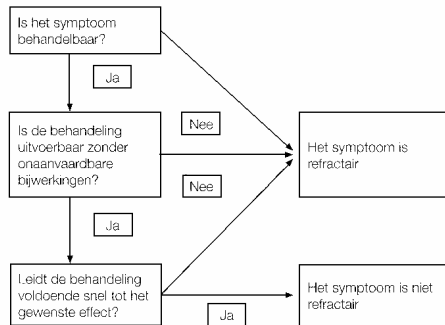 Is het symptoom
behandelbaar?
Ja
Nee
Is de behandeling
uitvoerbaar zonder
onaanvaardbare
bijwerkingen?
Het symptoom is
refractair
Nee
Ja
Leidt de behandeling
voldoende snel tot het
gewenste effect?
Het symptoom is niet
refractair
Ja